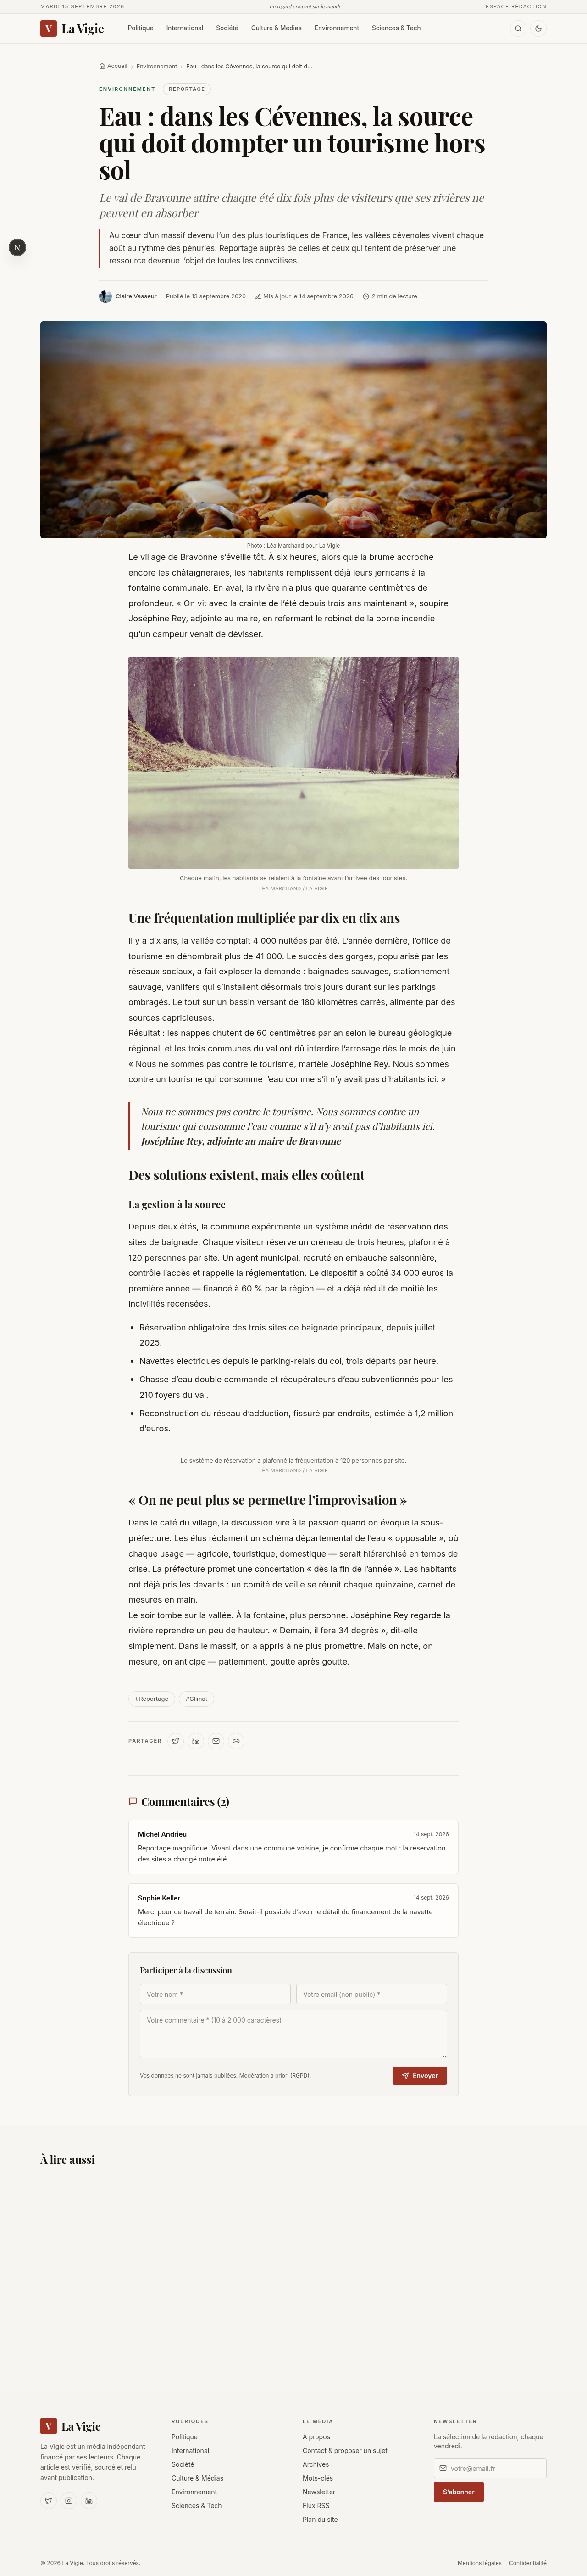 MARDI 15 SEPTEMBRE 2026
Un regard exigeant sur le monde
ESPACE RÉDACTION
V La Vigie
Politique
International
Société
Culture & Médias
Environnement
Sciences & Tech
Accueil › Environnement › Eau : dans les Cévennes, la source qui doit d...
ENVIRONNEMENT
REPORTAGE
Eau : dans les Cévennes, la source
qui doit dompter un tourisme hors
sol
Le val de Bravonne attire chaque été dix fois plus de visiteurs que ses rivières ne
peuvent en absorber
Au cœur d’un massif devenu l’un des plus touristiques de France, les vallées cévenoles vivent chaque
août au rythme des pénuries. Reportage auprès de celles et ceux qui tentent de préserver une
ressource devenue l’objet de toutes les convoitises.
N
Claire Vasseur
Publié le 13 septembre 2026
Mis à jour le 14 septembre 2026
2 min de lecture
Photo : Léa Marchand pour La Vigie
Le village de Bravonne s’éveille tôt. À six heures, alors que la brume accroche
encore les châtaigneraies, les habitants remplissent déjà leurs jerricans à la
fontaine communale. En aval, la rivière n’a plus que quarante centimètres de
profondeur. « On vit avec la crainte de l’été depuis trois ans maintenant », soupire
Joséphine Rey, adjointe au maire, en refermant le robinet de la borne incendie
qu’un campeur venait de dévisser.
Chaque matin, les habitants se relaient à la fontaine avant l’arrivée des touristes.
LÉA MARCHAND / LA VIGIE
Une fréquentation multipliée par dix en dix ans
Il y a dix ans, la vallée comptait 4 000 nuitées par été. L’année dernière, l’office de
tourisme en dénombrait plus de 41 000. Le succès des gorges, popularisé par les
réseaux sociaux, a fait exploser la demande : baignades sauvages, stationnement
sauvage, vanlifers qui s’installent désormais trois jours durant sur les parkings
ombragés. Le tout sur un bassin versant de 180 kilomètres carrés, alimenté par des
sources capricieuses.
Résultat : les nappes chutent de 60 centimètres par an selon le bureau géologique
régional, et les trois communes du val ont dû interdire l’arrosage dès le mois de juin.
« Nous ne sommes pas contre le tourisme, martèle Joséphine Rey. Nous sommes
contre un tourisme qui consomme l’eau comme s’il n’y avait pas d’habitants ici. »
Nous ne sommes pas contre le tourisme. Nous sommes contre un
tourisme qui consomme l’eau comme s’il n’y avait pas d’habitants ici.
Joséphine Rey, adjointe au maire de Bravonne
Des solutions existent, mais elles coûtent
La gestion à la source
Depuis deux étés, la commune expérimente un système inédit de réservation des
sites de baignade. Chaque visiteur réserve un créneau de trois heures, plafonné à
120 personnes par site. Un agent municipal, recruté en embauche saisonnière,
contrôle l’accès et rappelle la réglementation. Le dispositif a coûté 34 000 euros la
première année — financé à 60 % par la région — et a déjà réduit de moitié les
incivilités recensées.
• Réservation obligatoire des trois sites de baignade principaux, depuis juillet
2025.
• Navettes électriques depuis le parking-relais du col, trois départs par heure.
• Chasse d’eau double commande et récupérateurs d’eau subventionnés pour les
210 foyers du val.
• Reconstruction du réseau d’adduction, fissuré par endroits, estimée à 1,2 million
d’euros.
Le système de réservation a plafonné la fréquentation à 120 personnes par site.
LÉA MARCHAND / LA VIGIE
« On ne peut plus se permettre l’improvisation »
Dans le café du village, la discussion vire à la passion quand on évoque la sous-
préfecture. Les élus réclament un schéma départemental de l’eau « opposable », où
chaque usage — agricole, touristique, domestique — serait hiérarchisé en temps de
crise. La préfecture promet une concertation « dès la fin de l’année ». Les habitants
ont déjà pris les devants : un comité de veille se réunit chaque quinzaine, carnet de
mesures en main.
Le soir tombe sur la vallée. À la fontaine, plus personne. Joséphine Rey regarde la
rivière reprendre un peu de hauteur. « Demain, il fera 34 degrés », dit-elle
simplement. Dans le massif, on a appris à ne plus promettre. Mais on note, on
mesure, on anticipe — patiemment, goutte après goutte.
#Reportage
#Climat
PARTAGER
Commentaires (2)
Michel Andrieu
14 sept. 2026
Reportage magnifique. Vivant dans une commune voisine, je confirme chaque mot : la réservation
des sites a changé notre été.
Sophie Keller
14 sept. 2026
Merci pour ce travail de terrain. Serait-il possible d’avoir le détail du financement de la navette
électrique ?
Participer à la discussion
Votre nom *
Votre email (non publié) *
Votre commentaire * (10 à 2 000 caractères)
Vos données ne sont jamais publiées. Modération a priori (RGPD).
Envoyer
À lire aussi
V La Vigie
La Vigie est un média indépendant
financé par ses lecteurs. Chaque
article est vérifié, sourcé et relu
avant publication.
RUBRIQUES
Politique
International
Société
Culture & Médias
Environnement
Sciences & Tech
LE MÉDIA
À propos
Contact & proposer un sujet
Archives
Mots-clés
Newsletter
Flux RSS
Plan du site
NEWSLETTER
La sélection de la rédaction, chaque
vendredi.
votre@email.fr
S’abonner
© 2026 La Vigie. Tous droits réservés.
Mentions légales
Confidentialité